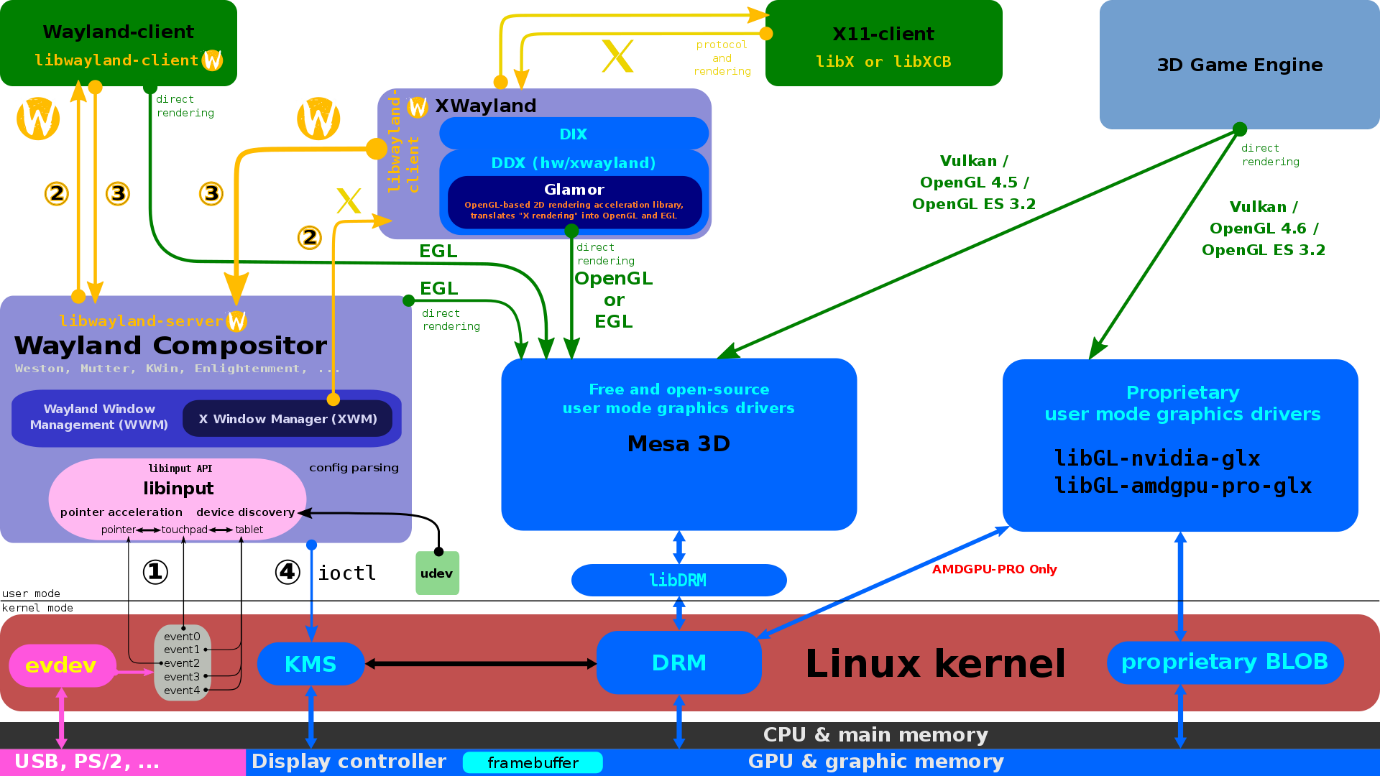 Wayland-client
libwayland-client W
X11-client
libX or libXCB
3D Game Engine
X
protocol
and
rendering
direct
rendering
W
W
libwayland-
client
W XWayland
DIX
DDX (hw/xwayland)
Glamor
OpenGL-based 2D rendering acceleration library,
translates "X rendering" into OpenGL and EGL
direct
rendering
Vulkan /
OpenGL 4.5 /
OpenGL ES 3.2
Vulkan /
OpenGL 4.6 /
OpenGL ES 3.2
②
③
③
X
②
EGL
direct
rendering
OpenGL
or
EGL
EGL
direct
rendering
libwayland-server W
Wayland Compositor
Weston, Mutter, KWin, Enlightenment, ...
Wayland Window
Management (WWM)
X Window Manager (XWM)
libinput API
libinput
config parsing
pointer acceleration
device discovery
pointer
touchpad
tablet
Free and open-source
user mode graphics drivers
Mesa 3D
Proprietary
user mode graphics drivers
libGL-nvidia-glx
libGL-amdgpu-pro-glx
①
④
ioctl
udev
libDRM
AMDGPU-PRO Only
user mode
kernel mode
evdev
event0
event1
event2
event3
event4
KMS
DRM
Linux kernel
proprietary BLOB
CPU & main memory
USB, PS/2, ...
Display controller
framebuffer
GPU & graphic memory